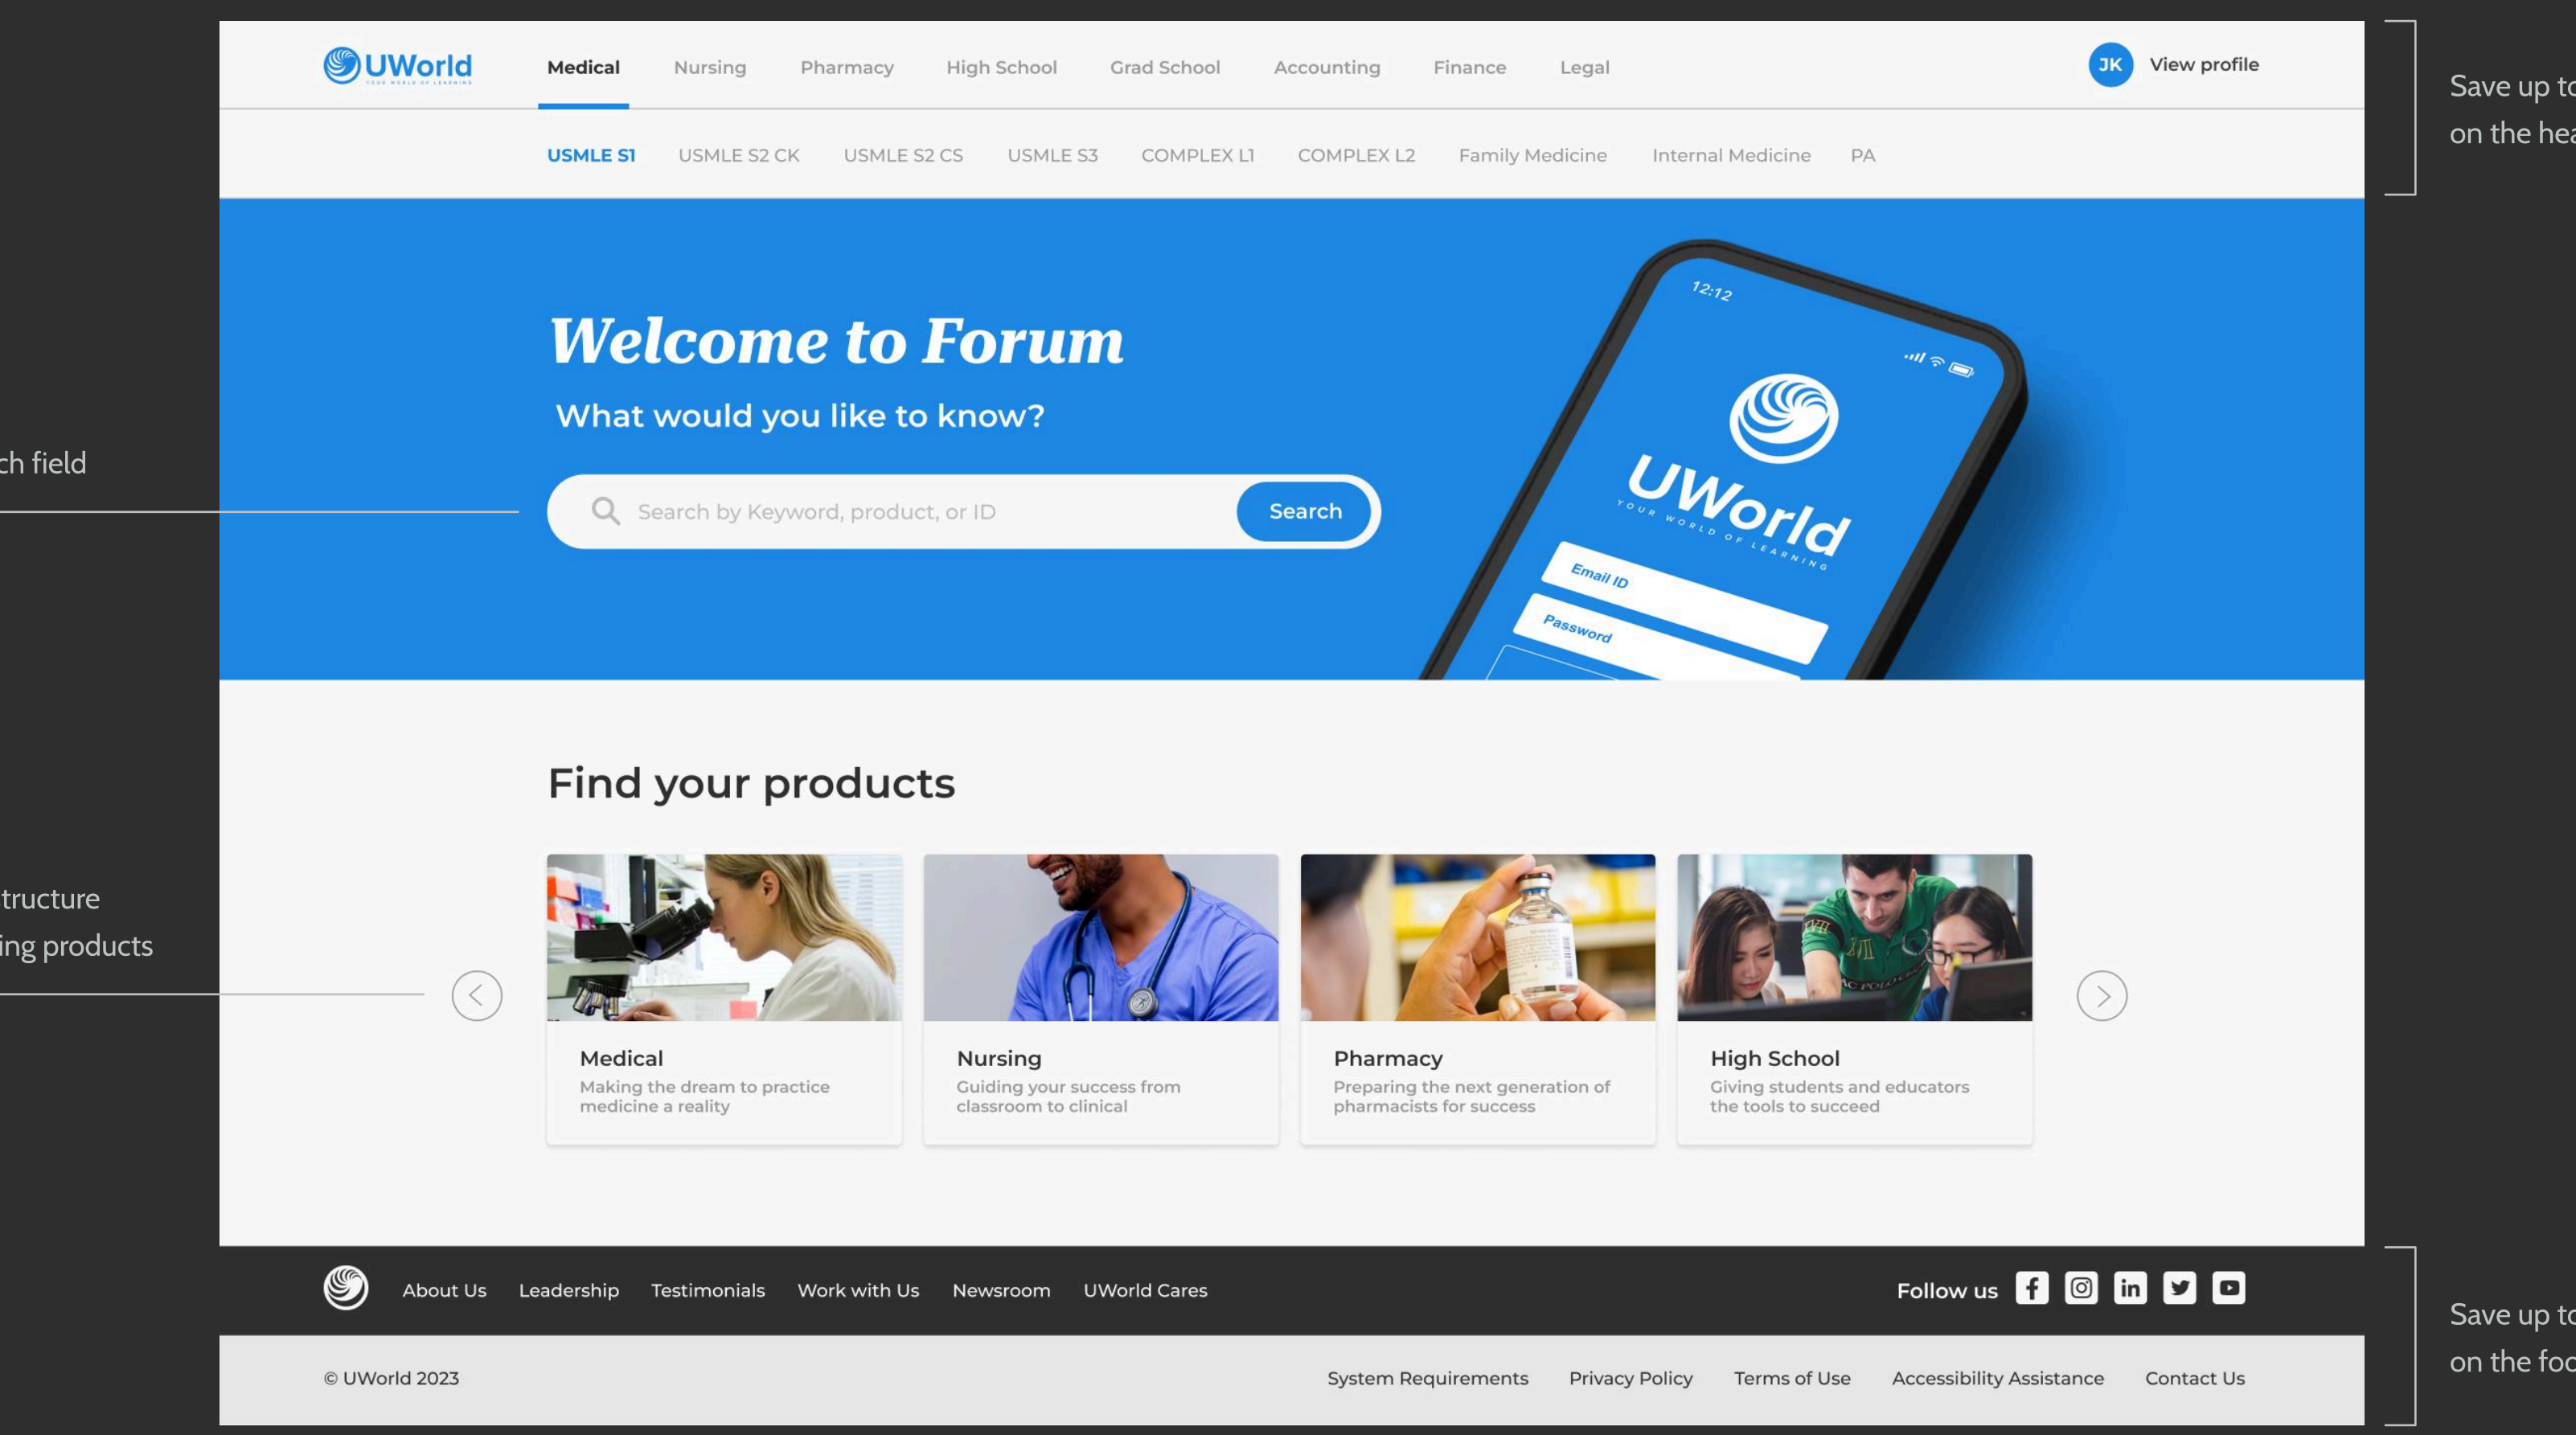 UWorld
YOUR WORLD OF LEARNING
Medical Nursing Pharmacy High School Grad School Accounting Finance Legal
JK View profile
USMLE S1 USMLE S2 CK USMLE S2 CS USMLE S3 COMPLEX L1 COMPLEX L2 Family Medicine Internal Medicine PA
Save up to
on the
Welcome to Forum
What would you like to know?
field
Search by Keyword, product, or ID Search
12:12
UWorld
YOUR WORLD OF LEARNING
Email ID
Password
Find your products
products
XVII
XII
Medical
Making the dream to practice
medicine a reality
Nursing
Guiding your success from
classroom to clinical
Pharmacy
Preparing the next generation of
pharmacists for success
High School
Giving students and educators
the tools to succeed
About Us Leadership Testimonials Work with Us Newsroom UWorld Cares
Follow us f in
Save up to
on the
© UWorld 2023
System Requirements Privacy Policy Terms of Use Accessibility Assistance Contact Us